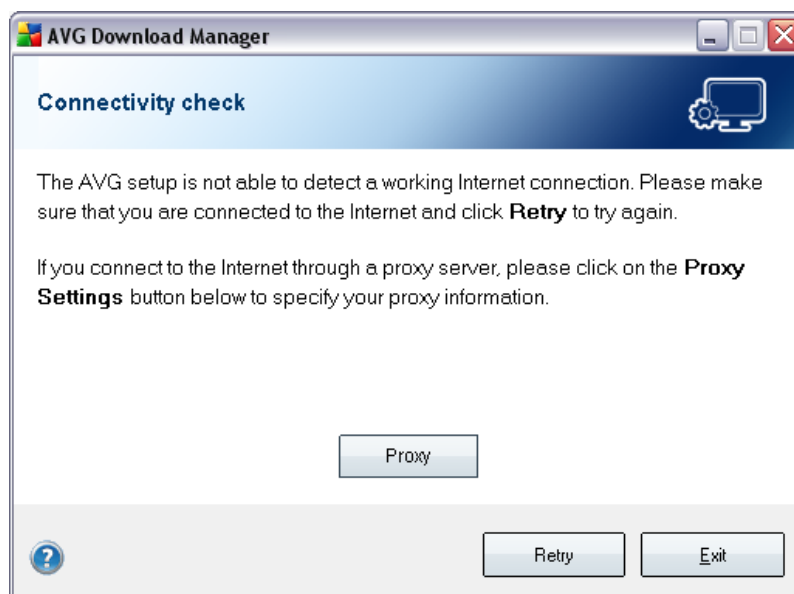 AVG Download Manager
Connectivity check
The AVG setup is not able to detect a working Internet connection. Please make
sure that you are connected to the Internet and click Retry to try again.
If you connect to the Internet through a proxy server, please click on the Proxy
Settings button below to specify your proxy information.
Proxy
?
Retry
Exit